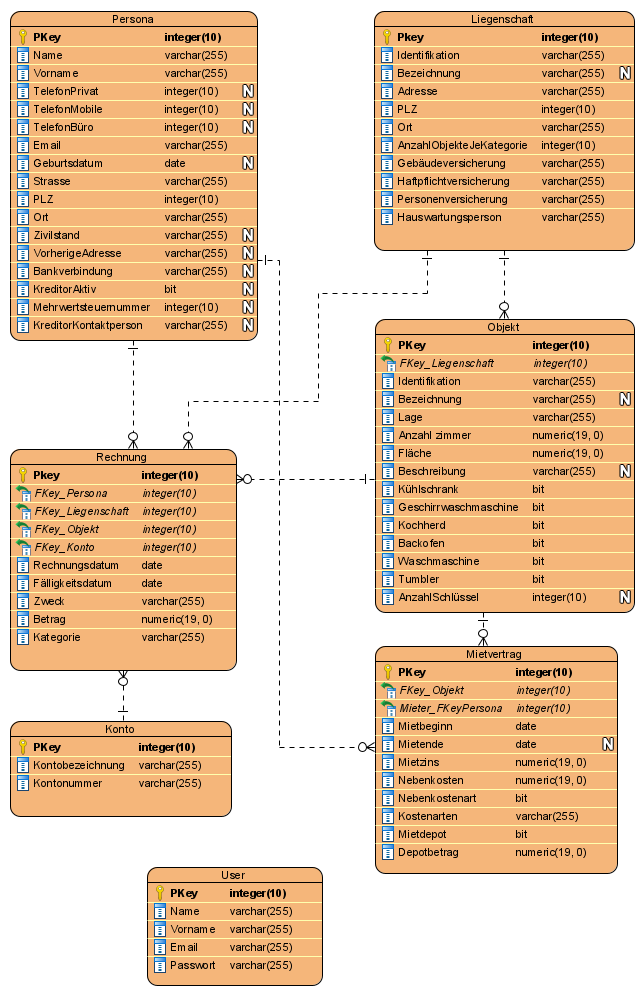 Persona
PKey integer(10)
Name varchar(255)
Vorname varchar(255)
TelefonPrivat integer(10) N
TelefonMobile integer(10) N
TelefonBüro integer(10) N
Email varchar(255)
Geburtsdatum date N
Strasse varchar(255)
PLZ integer(10)
Ort varchar(255)
Zivilstand varchar(255) N
VorherigeAdresse varchar(255) N
Bankverbindung varchar(255) N
KreditorAktiv bit N
Mehrwertsteuernummer integer(10) N
KreditorKontaktperson varchar(255) N
Liegenschaft
Pkey integer(10)
Identifikation varchar(255)
Bezeichnung varchar(255) N
Adresse varchar(255)
PLZ integer(10)
Ort varchar(255)
AnzahlObjekteJeKategorie integer(10)
Gebäudeversicherung varchar(255)
Haftpflichtversicherung varchar(255)
Personenversicherung varchar(255)
Hauswartungsperson varchar(255)
Objekt
PKey integer(10)
FKey_Liegenschaft integer(10)
Identifikation varchar(255)
Bezeichnung varchar(255) N
Lage varchar(255)
Anzahl zimmer numeric(19, 0)
Fläche numeric(19, 0)
Beschreibung varchar(255) N
Kühlschrank bit
Geschirrwaschmaschine bit
Kochherd bit
Backofen bit
Waschmaschine bit
Tumbler bit
AnzahlSchlüssel integer(10) N
Rechnung
Pkey integer(10)
FKey_Persona integer(10)
FKey_Liegenschaft integer(10)
FKey_Objekt integer(10)
FKey_Konto integer(10)
Rechnungsdatum date
Fälligkeitsdatum date
Zweck varchar(255)
Betrag numeric(19, 0)
Kategorie varchar(255)
Mietvertrag
PKey integer(10)
FKey_Objekt integer(10)
Mieter_FKeyPersona integer(10)
Mietbeginn date
Mietende date N
Mietzins numeric(19, 0)
Nebenkosten numeric(19, 0)
Nebenkostenart bit
Kostenarten varchar(255)
Mietdepot bit
Depotbetrag numeric(19, 0)
Konto
PKey integer(10)
Kontobezeichnung varchar(255)
Kontonummer varchar(255)
User
PKey integer(10)
Name varchar(255)
Vorname varchar(255)
Email varchar(255)
Passwort varchar(255)